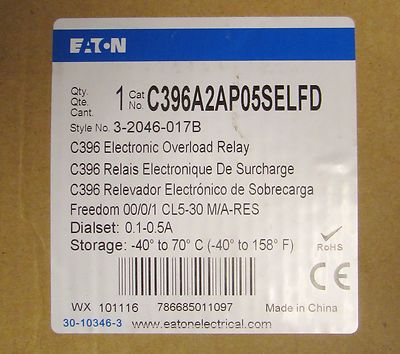 EATON
Qty.
Qte.
Cant.
1 Cat No. C396A2AP05SELFD
Style No. 3-2046-017B
C396 Electronic Overload Relay
C396 Relais Electronique De Surcharge
C396 Relevador Electrónico de Sobrecarga
Freedom 00/0/1 CL5-30 M/A-RES
Dialset: 0.1-0.5A
Storage: -40° to 70° C (-40° to 158° F)
RoHS
CE
WX 101116 786685011097 Made in China
30-10346-3 www.eatonelectrical.com